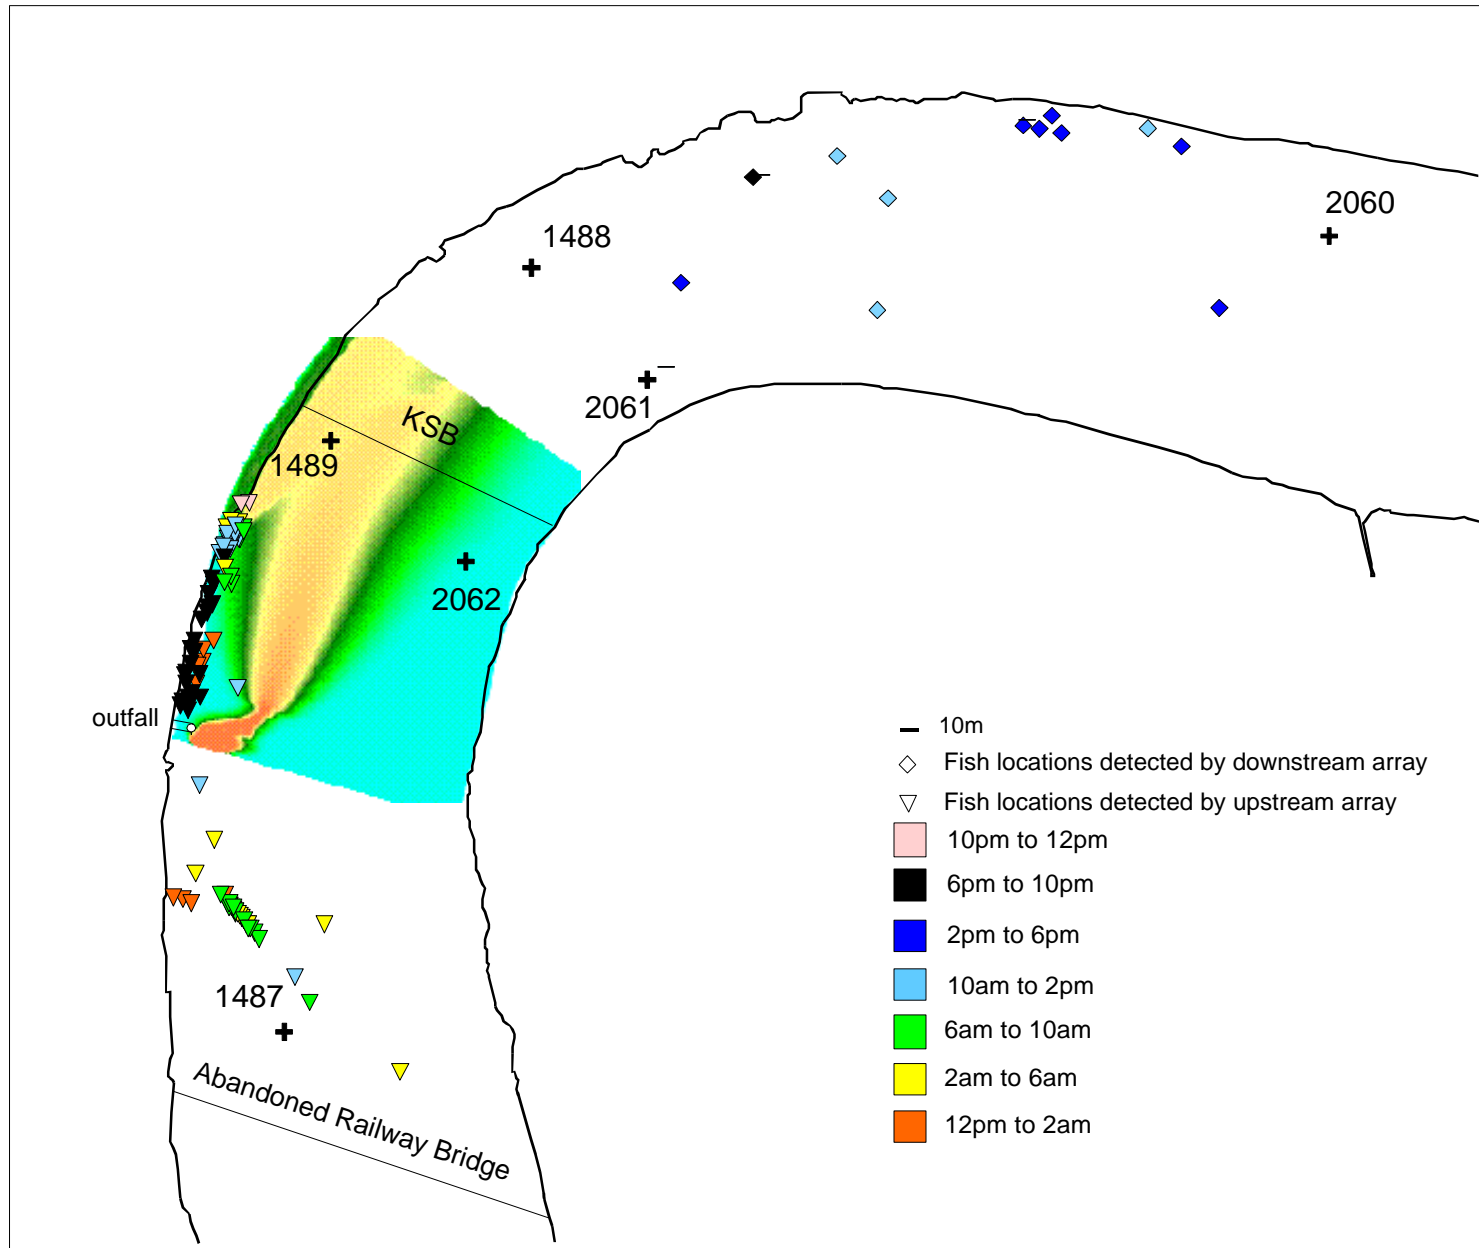 2060
1488
2061
KSB
1489
2062
outfall
10m
Fish locations detected by downstream array
Fish locations detected by upstream array
10pm to 12pm
6pm to 10pm
2pm to 6pm
10am to 2pm
6am to 10am
2am to 6am
12pm to 2am
1487
Abandoned Railway Bridge